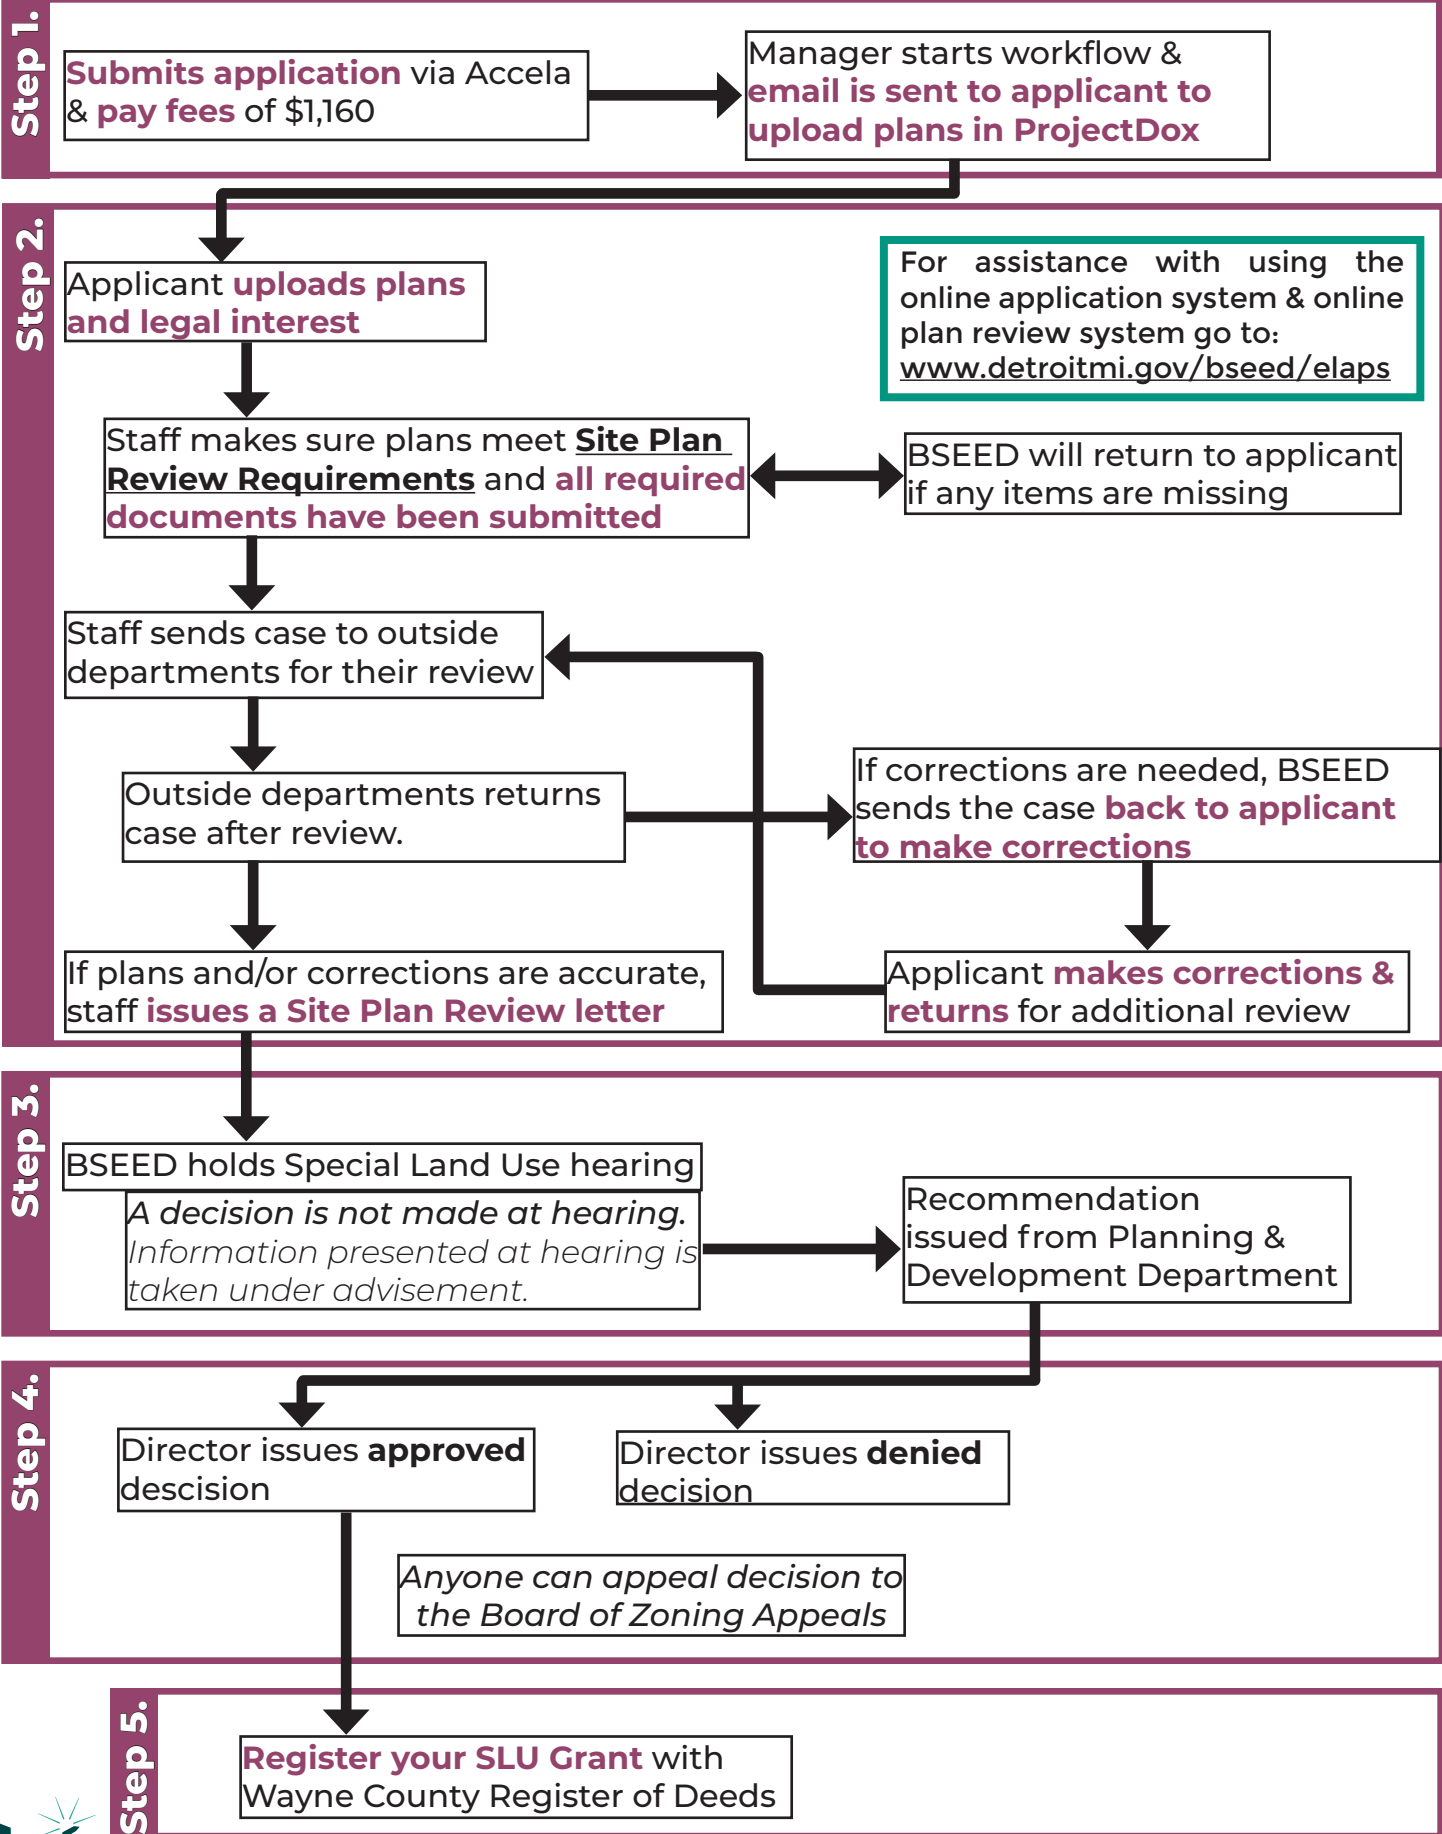 Step 1.
Submits application via Accela
& pay fees of $1,160
Manager starts workflow &
email is sent to applicant to
upload plans in ProjectDox
Step 2.
Applicant uploads plans
and legal interest
For assistance with using the
online application system & online
plan review system go to:
www.detroitmi.gov/bseed/elaps
Staff makes sure plans meet Site Plan
Review Requirements and all required
documents have been submitted
BSEED will return to applicant
if any items are missing
Staff sends case to outside
departments for their review
Outside departments returns
case after review.
If corrections are needed, BSEED
sends the case back to applicant
to make corrections
If plans and/or corrections are accurate,
staff issues a Site Plan Review letter
Applicant makes corrections &
returns for additional review
Step 3.
BSEED holds Special Land Use hearing
A decision is not made at hearing.
Information presented at hearing is
taken under advisement.
Recommendation
issued from Planning &
Development Department
Step 4.
Director issues approved
descision
Director issues denied
decision
Anyone can appeal decision to
the Board of Zoning Appeals
Step 5.
Register your SLU Grant with
Wayne County Register of Deeds